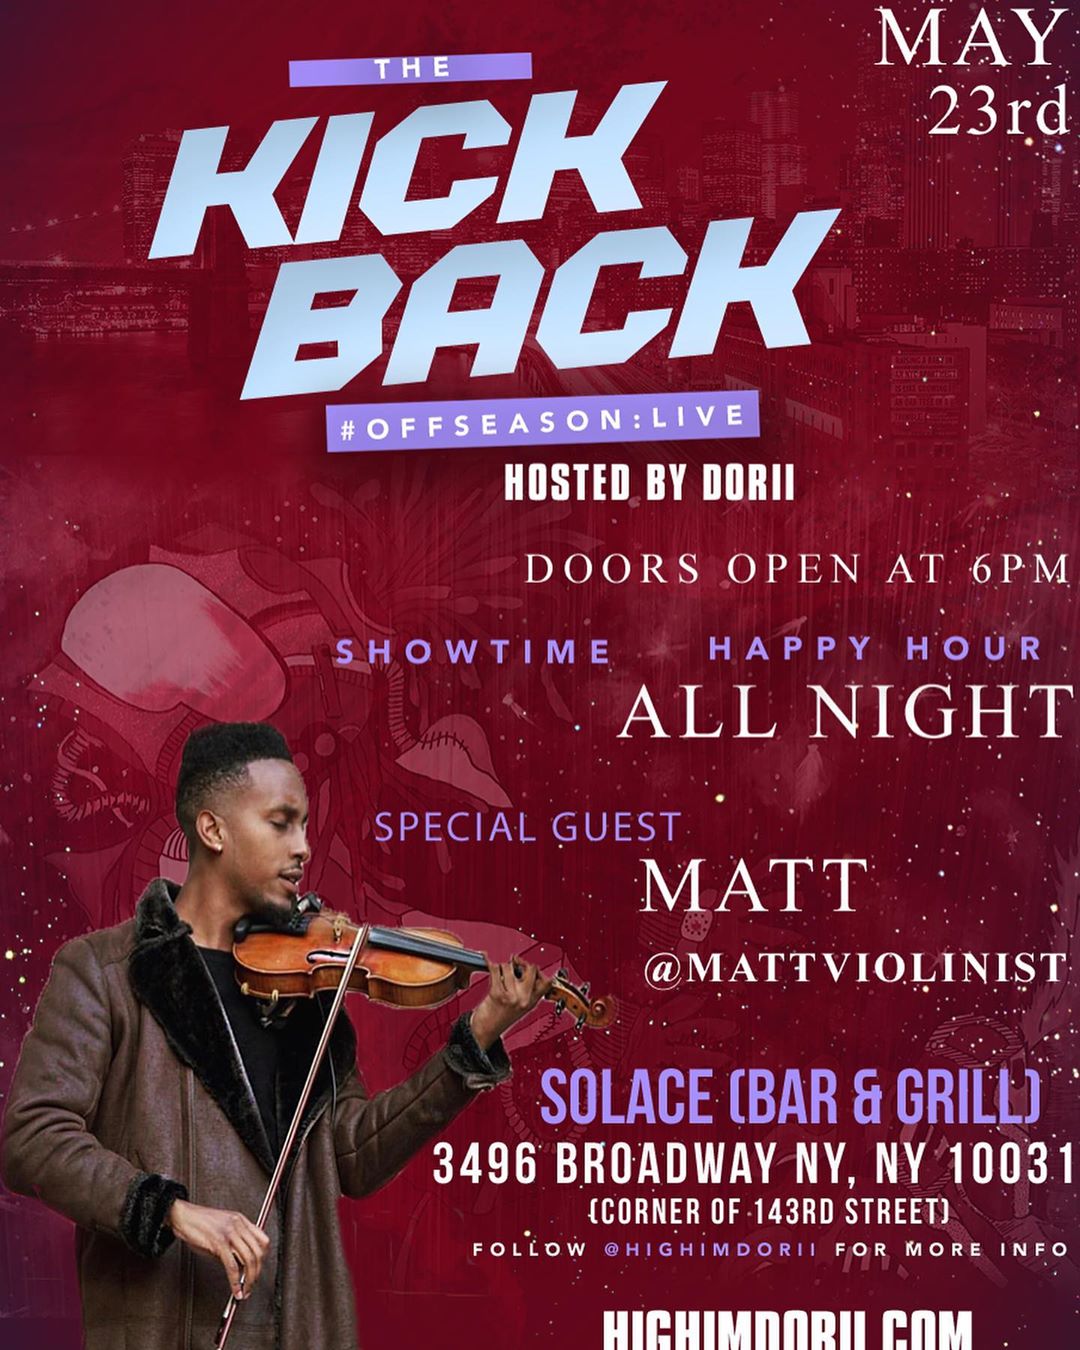 MAY
23rd
THE
KICK
BACK
#OFFSEASON:LIVE
HOSTED BY DORII
DOORS OPEN AT 6PM
SHOWTIME HAPPY HOUR
ALL NIGHT
SPECIAL GUEST
MATT
@MATTVIOLINIST
SOLACE (BAR & GRILL)
3496 BROADWAY NY, NY 10031
(CORNER OF 143RD STREET)
FOLLOW @HIGHIMDORII FOR MORE INFO
HIGHIMDORII.COM